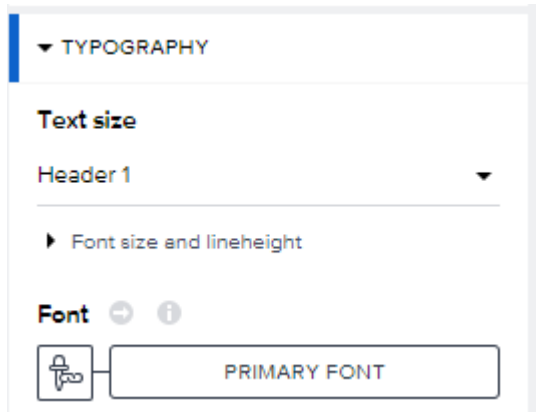 TYPOGRAPHY
Text size
Header 1
Font size and lineheight
Font
PRIMARY FONT